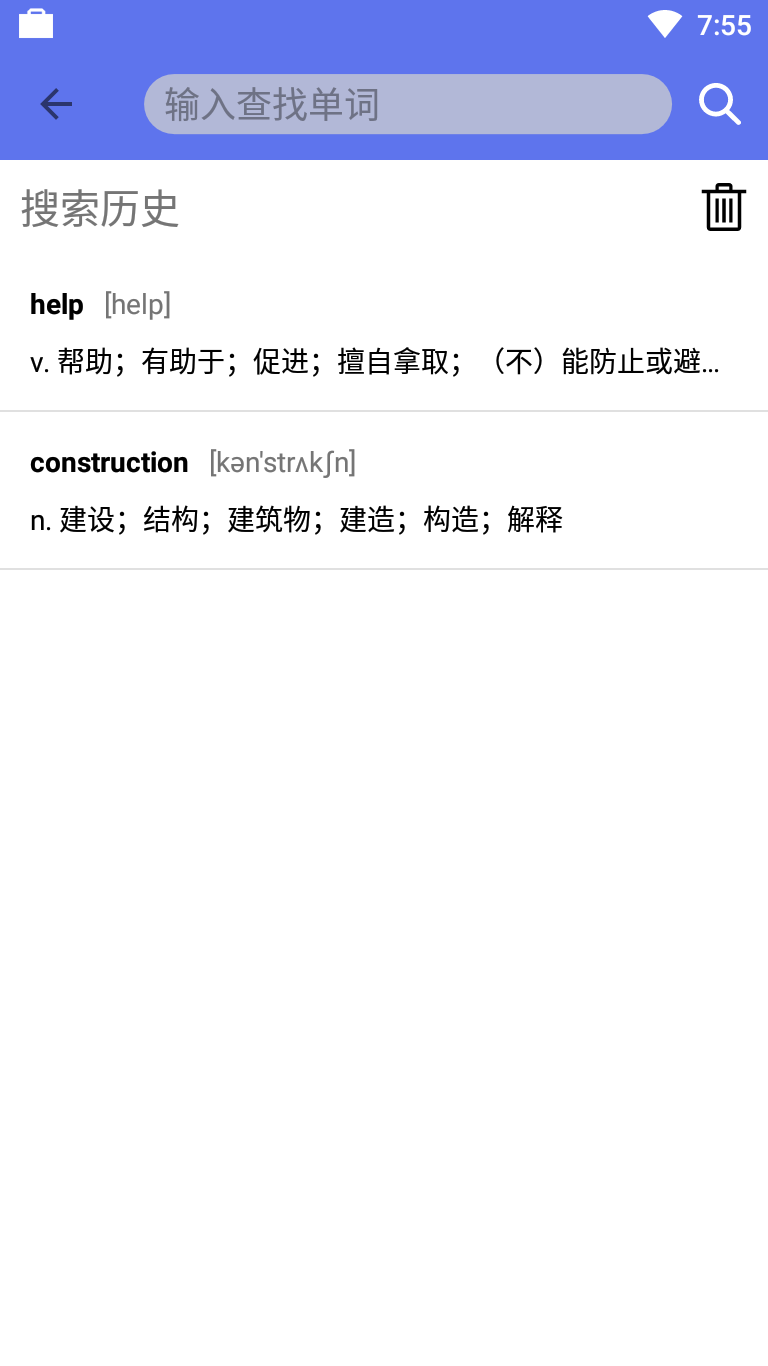 7:55
输入查找单词
搜索历史
help [help]
v. 帮助；有助于；促进；擅自拿取；（不）能防止或避...
construction [kən'strʌkʃn]
n. 建设；结构；建筑物；建造；构造；解释